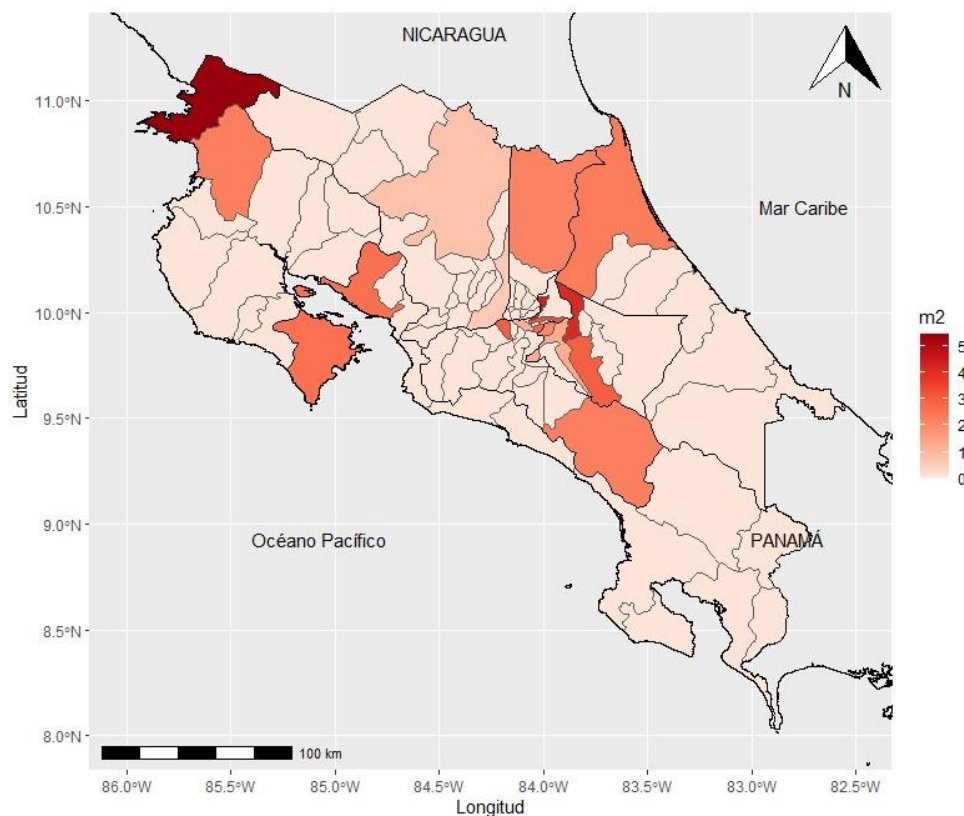 NICARAGUA
N
11.0°N
10.5°N
Mar Caribe
10.0°N
m2
5
4
3
2
1
0
Latitud
9.5°N
9.0°N
Océano Pacífico
PANAMÁ
8.5°N
8.0°N
100 km
86.0°W 85.5°W 85.0°W 84.5°W 84.0°W 83.5°W 83.0°W 82.5°W
Longitud